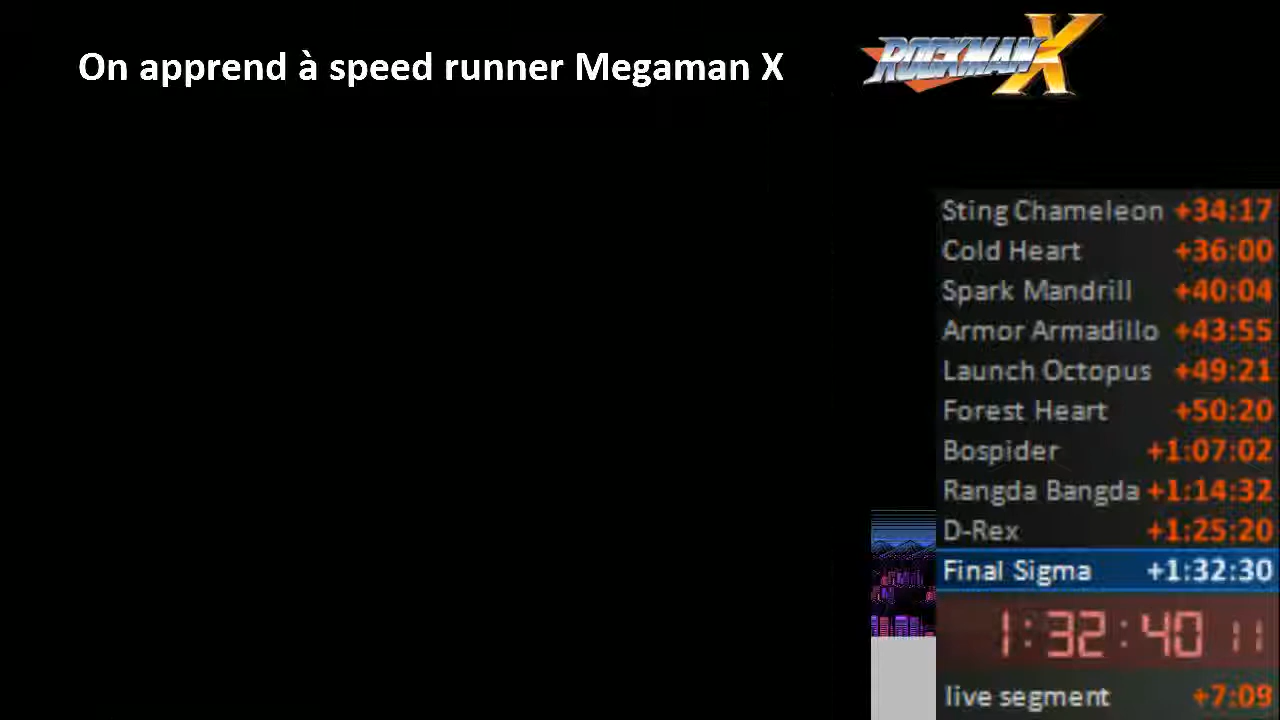 On apprend à speed runner Megaman X
ROCKMAN X
Sting Chameleon +34:17
Cold Heart +36:00
Spark Mandrill +40:04
Armor Armadillo +43:55
Launch Octopus +49:21
Forest Heart +50:20
Bospider +1:07:02
Rangda Bangda +1:14:32
D-Rex +1:25:20
Final Sigma +1:32:30
1:32:40 11
live segment +7:09